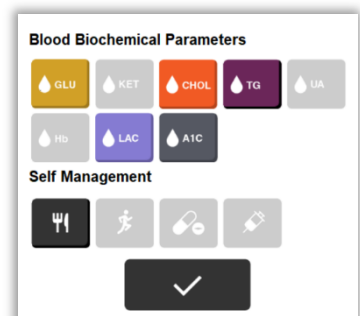 Blood Biochemical Parameters
GLU KET CHOL TG UA
Hb LAC A1C
Self Management